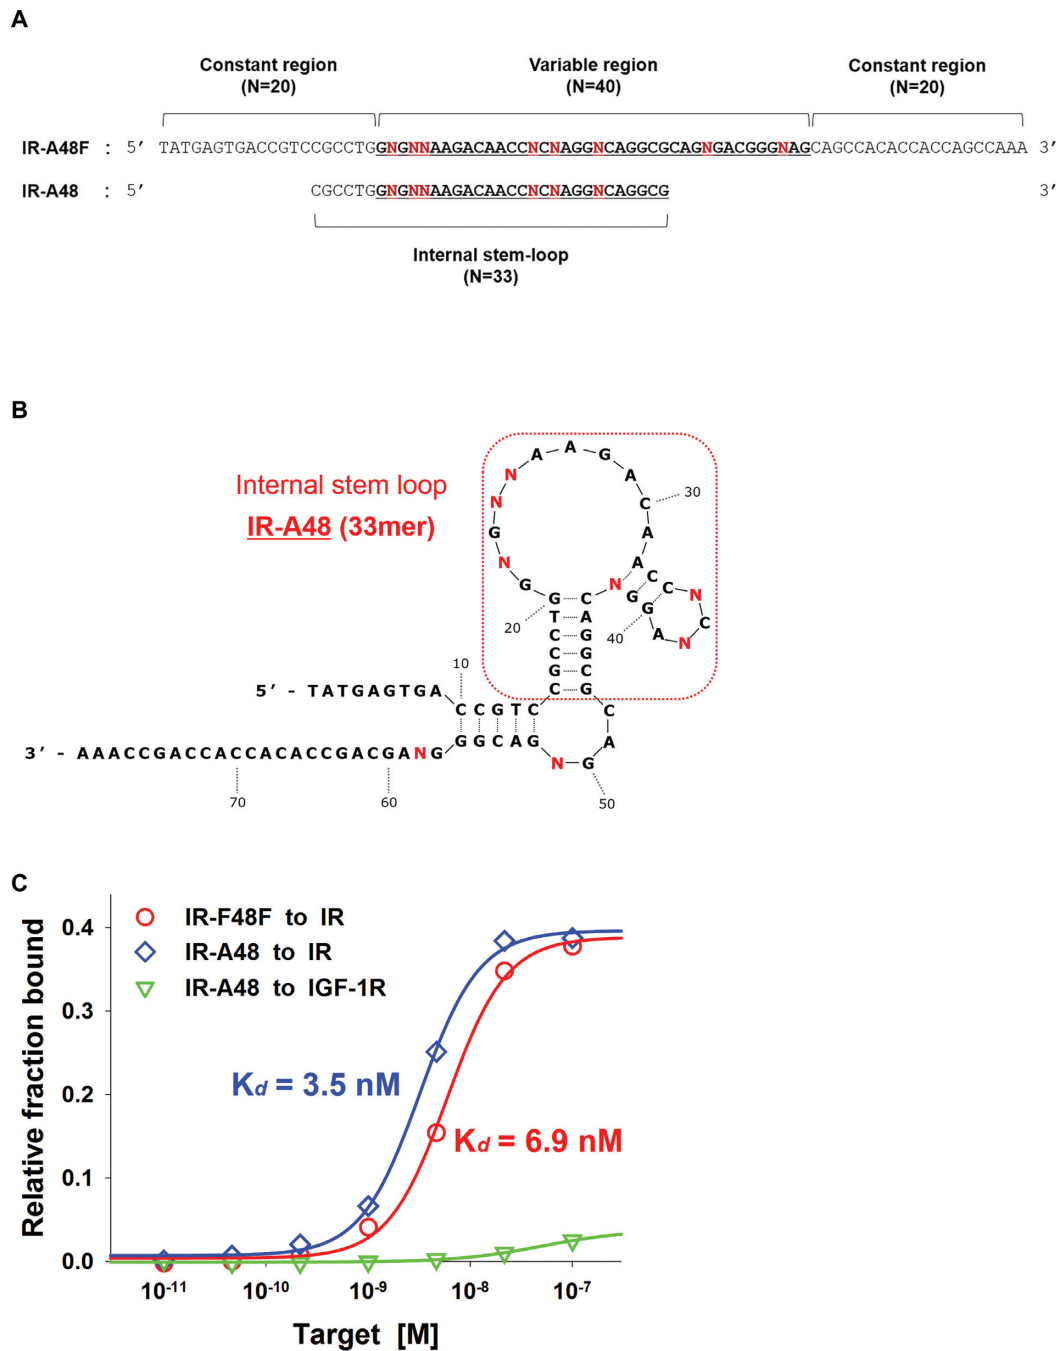 A
Constant region
(N=20)
Variable region
(N=40)
Constant region
(N=20)
IR-A48F : 5′ TATGAGTGACCGTCCGCCTGGNGNNAAGACAACCNCNAGGNCAGGCGCAGNGACGGGNAGCAGCCACACCACCAGCCAAA 3′
IR-A48 : 5′ CGCCTGGNGNNAAGACAACCNCNAGGNCAGGCG 3′
Internal stem-loop
(N=33)
B
Internal stem loop
IR-A48 (33mer)
N N A A G A C 30
G A
N A
G N C C N
G C G G C
20 T A 40 A N
C G
C G
G C
C G
10
5′ - TATGAGTGA CCGTC C
A
3′ - AAACCGACCACCACACCGACGANG GGCAG N G
70 60 50
C
IR-F48F to IR
IR-A48 to IR
IR-A48 to IGF-1R
Relative fraction bound
0.4
0.3
0.2
0.1
0.0
Kd = 3.5 nM
Kd = 6.9 nM
10-11 10-10 10-9 10-8 10-7
Target [M]